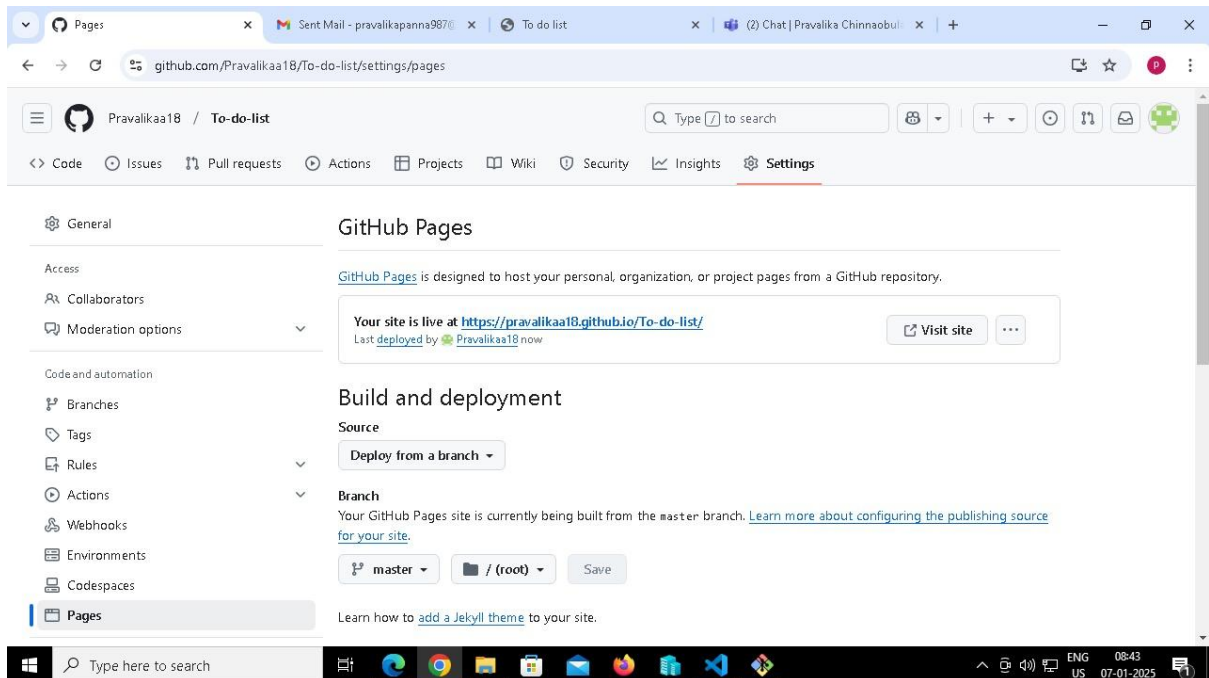 Pages
Sent Mail - pravalikapanna987@
To do list
(2) Chat | Pravalika Chinnaobul
github.com/Pravalikaa18/To-do-list/settings/pages
P
Pravalikaa18 / To-do-list
Type / to search
Code Issues Pull requests Actions Projects Wiki Security Insights Settings
General
Access
Collaborators
Moderation options
Code and automation
Branches
Tags
Rules
Actions
Webhooks
Environments
Codespaces
Pages
GitHub Pages
GitHub Pages is designed to host your personal, organization, or project pages from a GitHub repository.
Your site is live at https://pravalikaa18.github.io/To-do-list/
Last deployed by Pravalikaa18 now
Visit site
Build and deployment
Source
Deploy from a branch
Branch
Your GitHub Pages site is currently being built from the master branch. Learn more about configuring the publishing source
for your site.
master / (root) Save
Learn how to add a Jekyll theme to your site.
Type here to search
ENG
US
08:43
07-01-2025
1